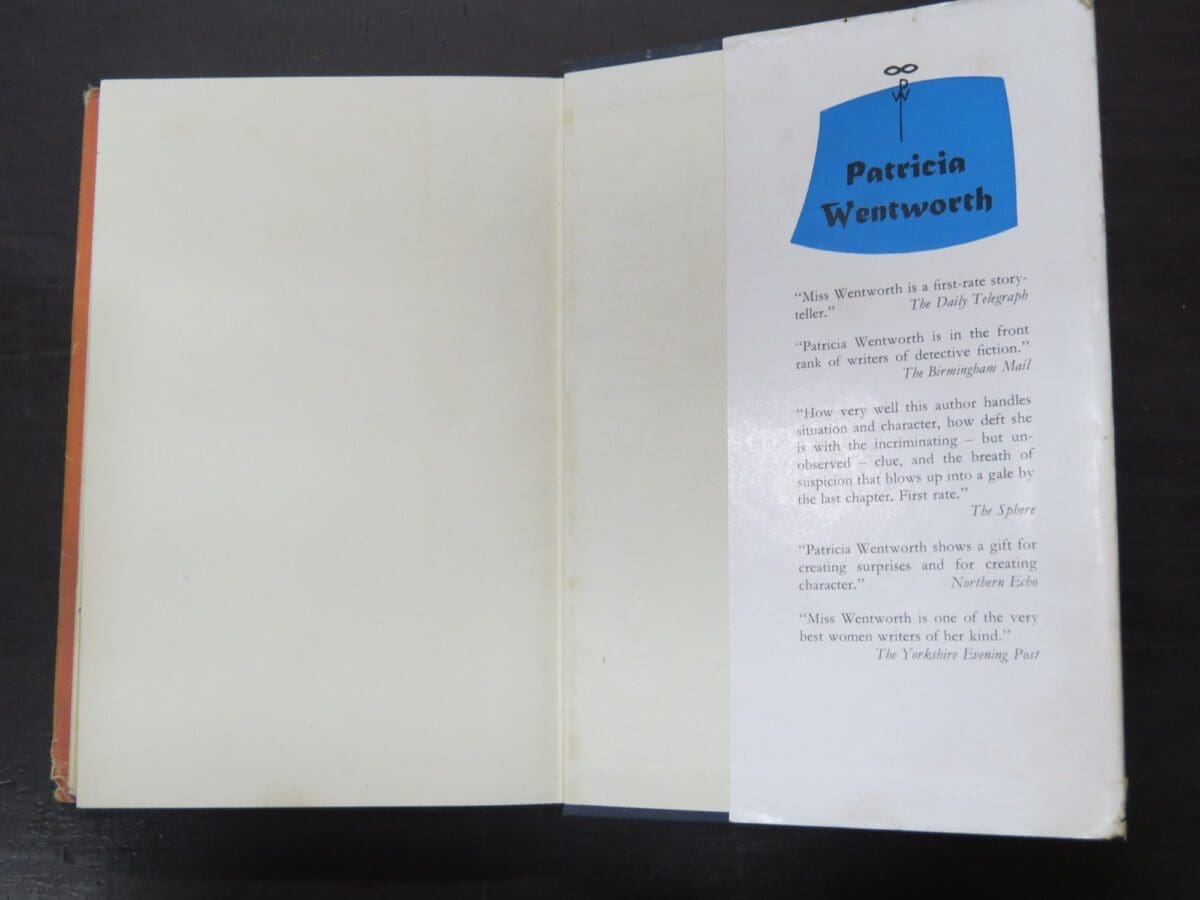 PW
Patricia
Wentworth
“Miss Wentworth is a first-rate story-
teller.” The Daily Telegraph
“Patricia Wentworth is in the front
rank of writers of detective fiction.”
The Birmingham Mail
“How very well this author handles
situation and character, how deft she
is with the incriminating – but un-
observed – clue, and the breath of
suspicion that blows up into a gale by
the last chapter. First rate.”
The Sphere
“Patricia Wentworth shows a gift for
creating surprises and for creating
character.” Northern Echo
“Miss Wentworth is one of the very
best women writers of her kind.”
The Yorkshire Evening Post